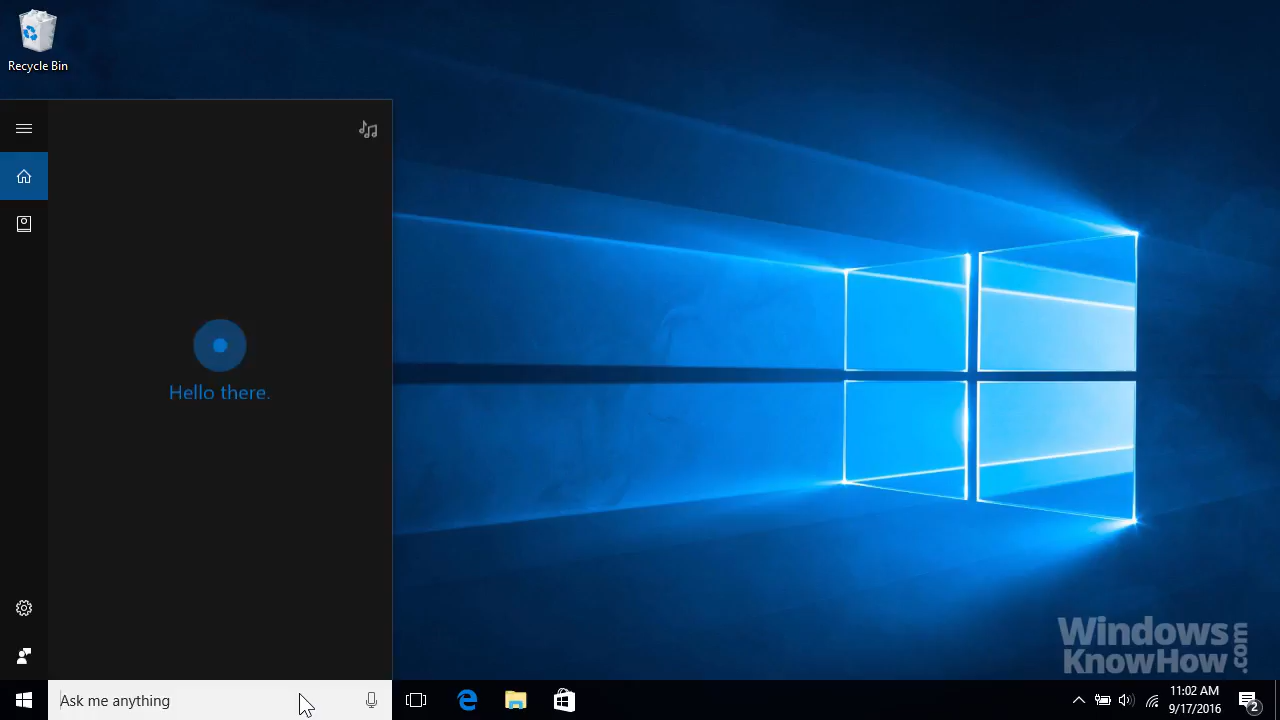 Recycle Bin
Hello there.
Windows
KnowHow.com
Ask me anything
11:02 AM
9/17/2016
2